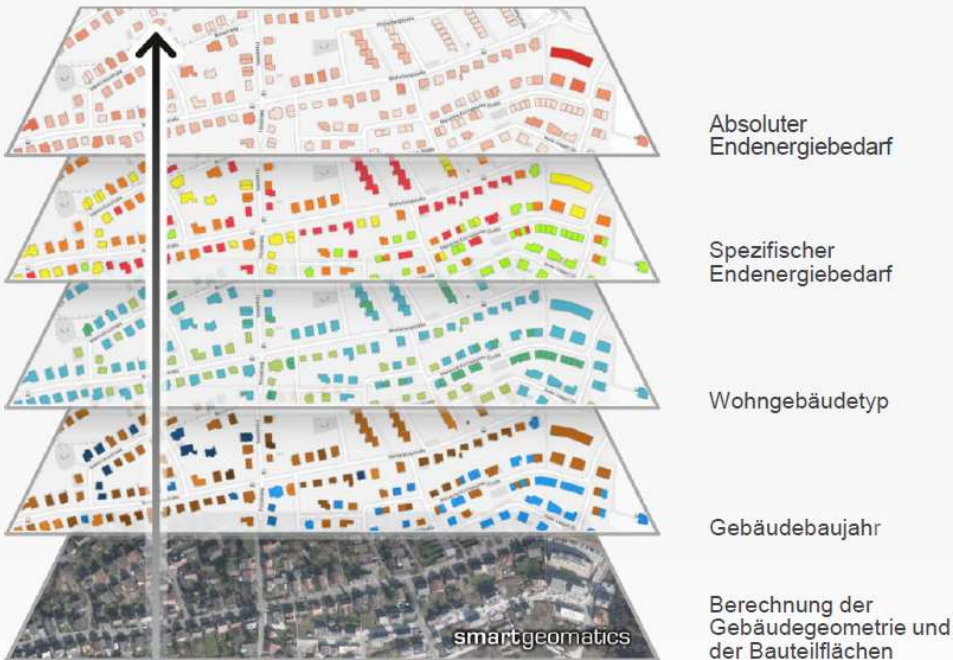 Absoluter
Endenergiebedarf
Spezifischer
Endenergiebedarf
Wohngebäudetyp
Gebäudebaujahr
smartgeomatics
Berechnung der
Gebäudegeometrie und
der Bauteilflächen